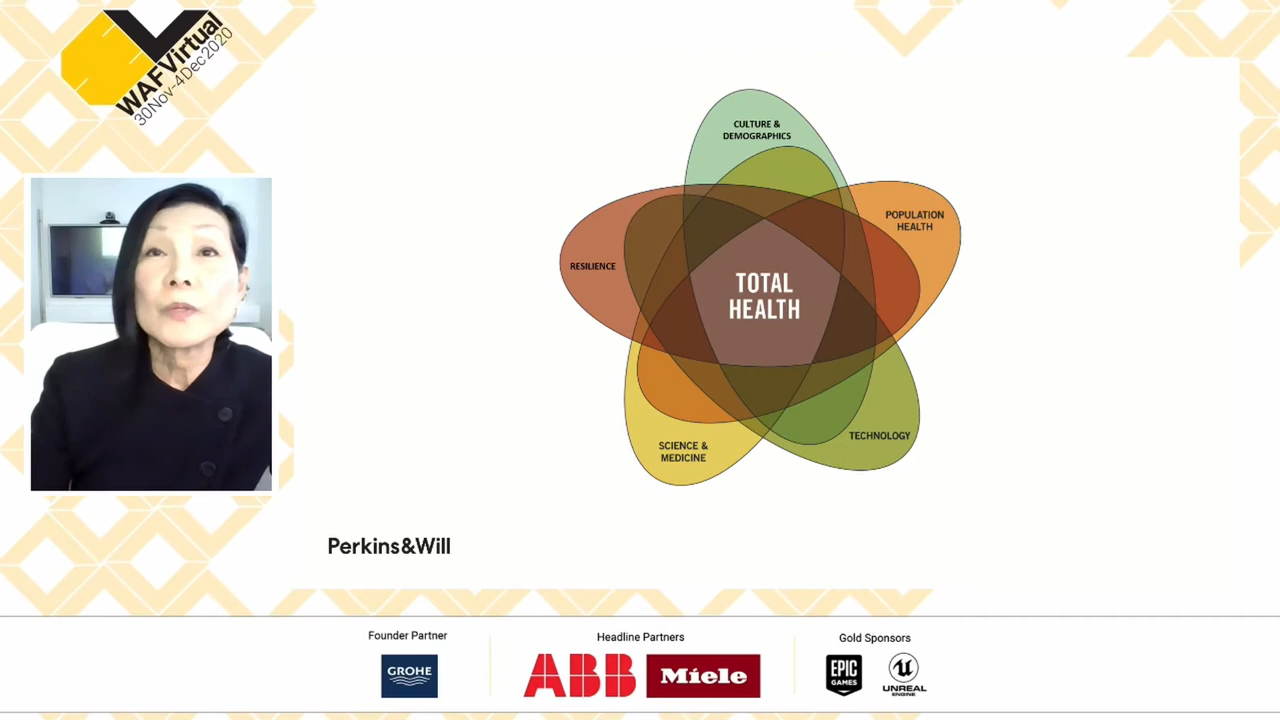 WAFVirtual
30Nov-4Dec2020
CULTURE &
DEMOGRAPHICS
POPULATION
HEALTH
RESILIENCE
TOTAL
HEALTH
TECHNOLOGY
SCIENCE &
MEDICINE
Perkins&Will
Founder Partner
Headline Partners
Gold Sponsors
GROHE
ABB
Miele
EPIC
GAMES
UNREAL
ENGINE